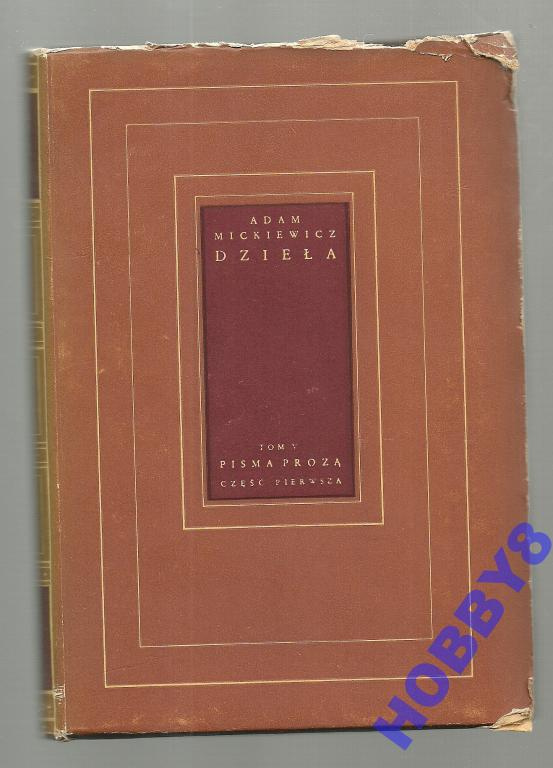 ADAM
MICKIEWICZ
DZIEŁA
TOM V
PISMA PROZĄ
CZĘŚĆ PIERWSZA
HOBBY8